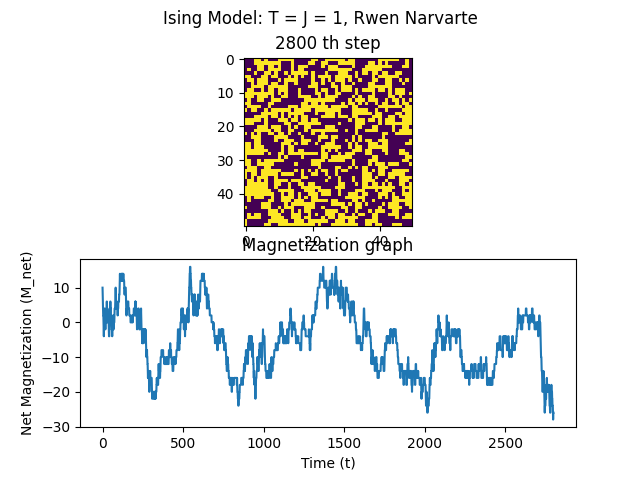 Ising Model: T = J = 1, Rwen Narvarte
2800 th step
0
10
20
30
40
0 20 40
Magnetization graph
Net Magnetization (M_net)
10
0
−10
−20
−30
0 500 1000 1500 2000 2500
Time (t)